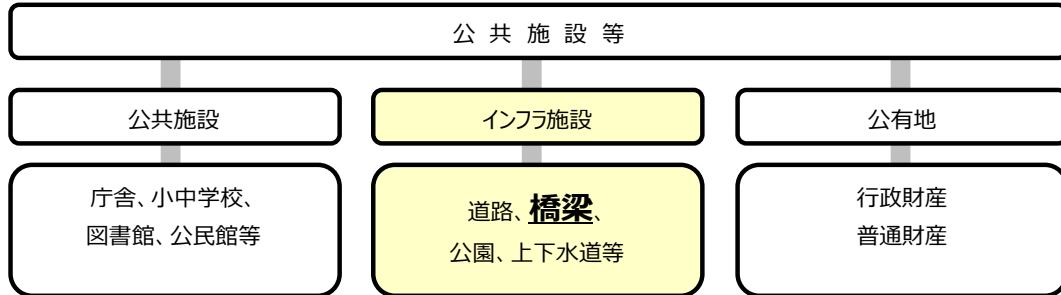 公 共 施 設 等
公共施設
インフラ施設
公有地
庁舎、小中学校、
図書館、公民館等
道路、橋梁、
公園、上下水道等
行政財産
普通財産